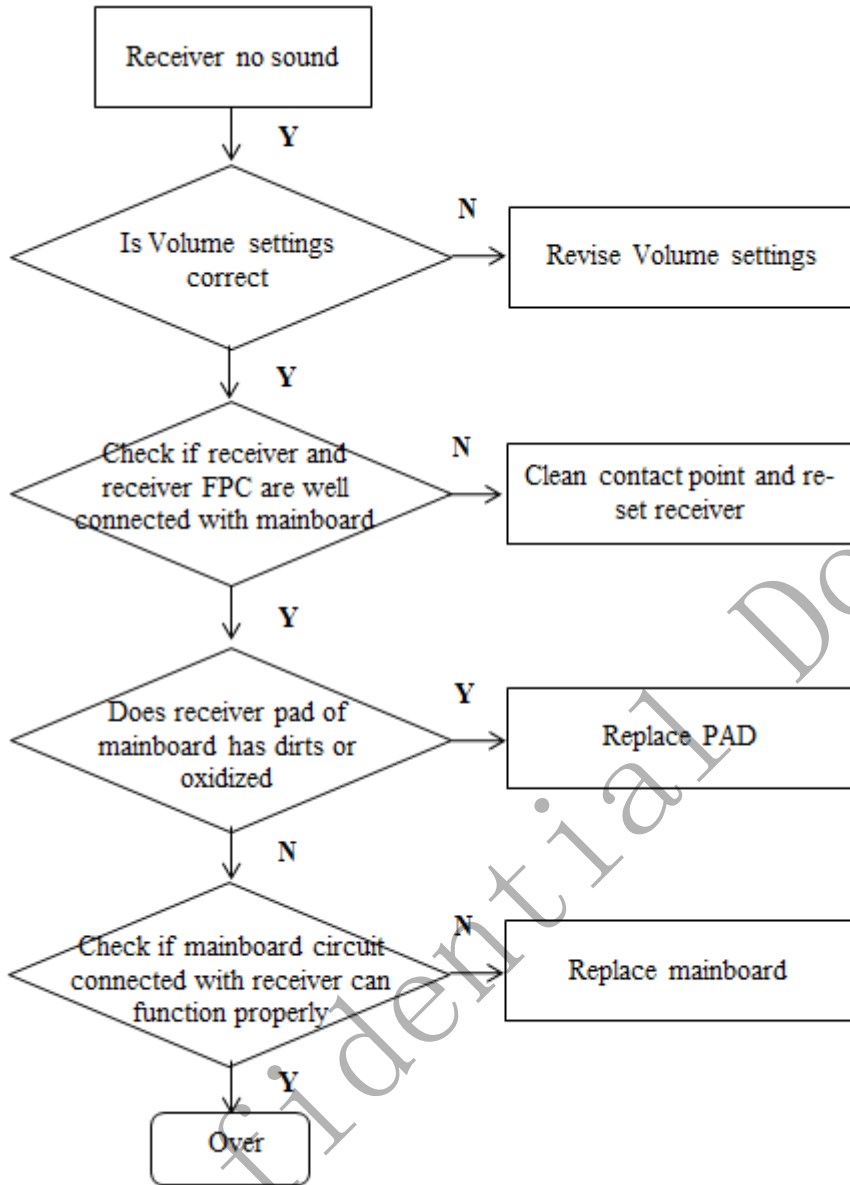 Receiver no sound
Y
Is Volume settings
correct
N
Revise Volume settings
Y
Check if receiver and
receiver FPC are well
connected with mainboard
N
Clean contact point and re-
set receiver
Y
Does receiver pad of
mainboard has dirts or
oxidized
Y
Replace PAD
N
Check if mainboard circuit
connected with receiver can
function properly
N
Replace mainboard
Y
Over
fidential Do